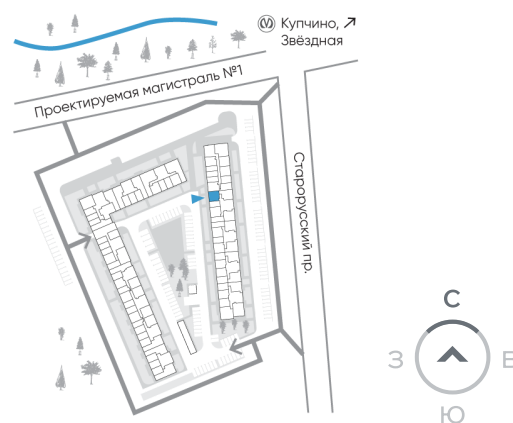 Купчино, ↗
Звёздная
Проектируемая магистраль №1
Старорусский пр.
С
З
В
Ю